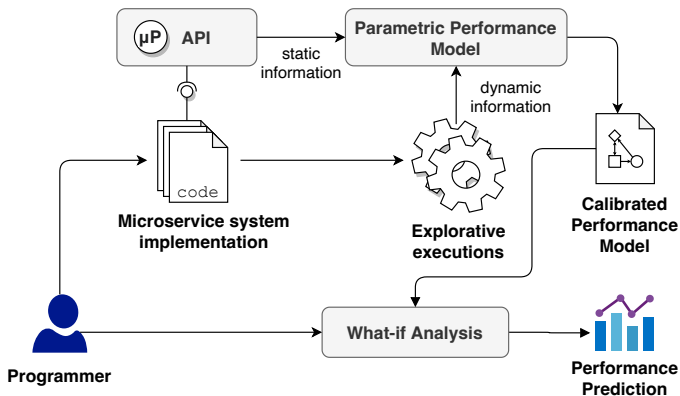 μP API
static
information
Parametric Performance
Model
dynamic
information
code
Microservice system
implementation
Explorative
executions
Calibrated
Performance
Model
Programmer
What-if Analysis
Performance
Prediction